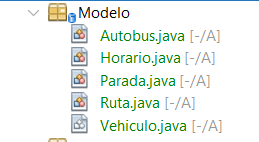 Modelo
Autobus.java [-/A]
Horario.java [-/A]
Parada.java [-/A]
Ruta.java [-/A]
Vehiculo.java [-/A]